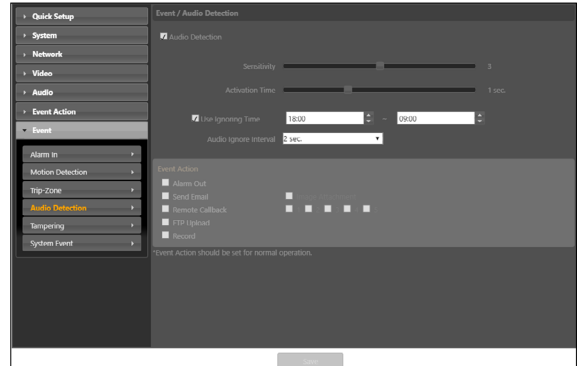 Quick Setup
System
Network
Video
Audio
Event Action
Event
Alarm In
Motion Detection
Trip-Zone
Audio Detection
Tampering
System Event
Event / Audio Detection
Audio Detection
Sensitivity 3
Activation Time 1 sec.
Use Ignoring Time 18:00 ~ 09:00
Audio Ignore Interval 2 sec.
Event Action
Alarm Out
Send Email
Remote Callback
FTP Upload
Record
*Event Action should be set for normal operation.
Save